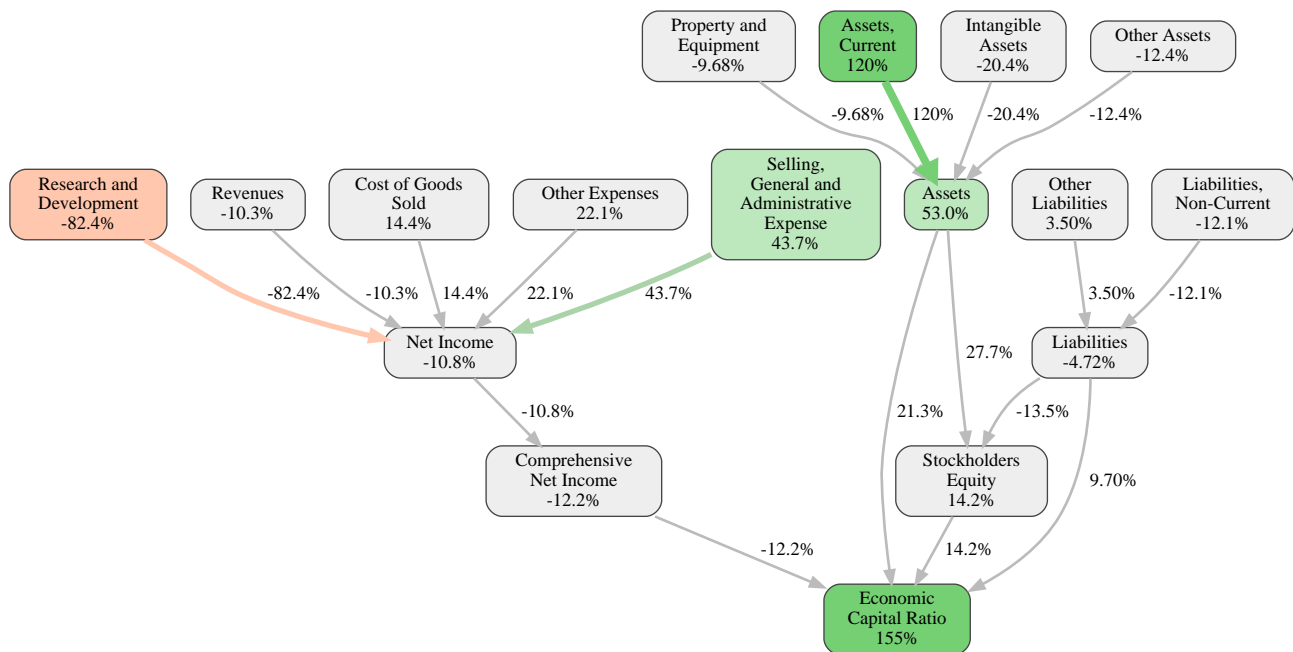 Property and
Equipment
-9.68%
Assets,
Current
120%
Intangible
Assets
-20.4%
Other Assets
-12.4%
-9.68%
120%
-20.4%
-12.4%
Research and
Development
-82.4%
Revenues
-10.3%
Cost of Goods
Sold
14.4%
Other Expenses
22.1%
Selling,
General and
Administrative
Expense
43.7%
Assets
53.0%
Other
Liabilities
3.50%
Liabilities,
Non-Current
-12.1%
-82.4%
-10.3%
14.4%
22.1%
43.7%
3.50%
-12.1%
Net Income
-10.8%
27.7%
Liabilities
-4.72%
-10.8%
21.3%
-13.5%
Comprehensive
Net Income
-12.2%
Stockholders
Equity
14.2%
9.70%
-12.2%
14.2%
Economic
Capital Ratio
155%